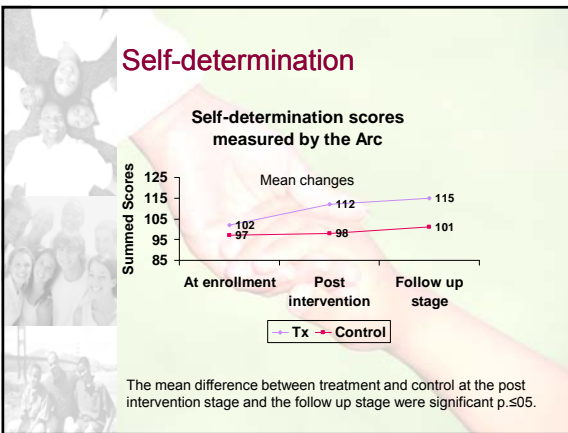 Self-determination
Self-determination scores
measured by the Arc
Mean changes
Summed Scores
125
115
105
95
85
102
112
115
97
98
101
At enrollment
Post
intervention
Follow up
stage
Tx
Control
The mean difference between treatment and control at the post
intervention stage and the follow up stage were significant p.≤05.